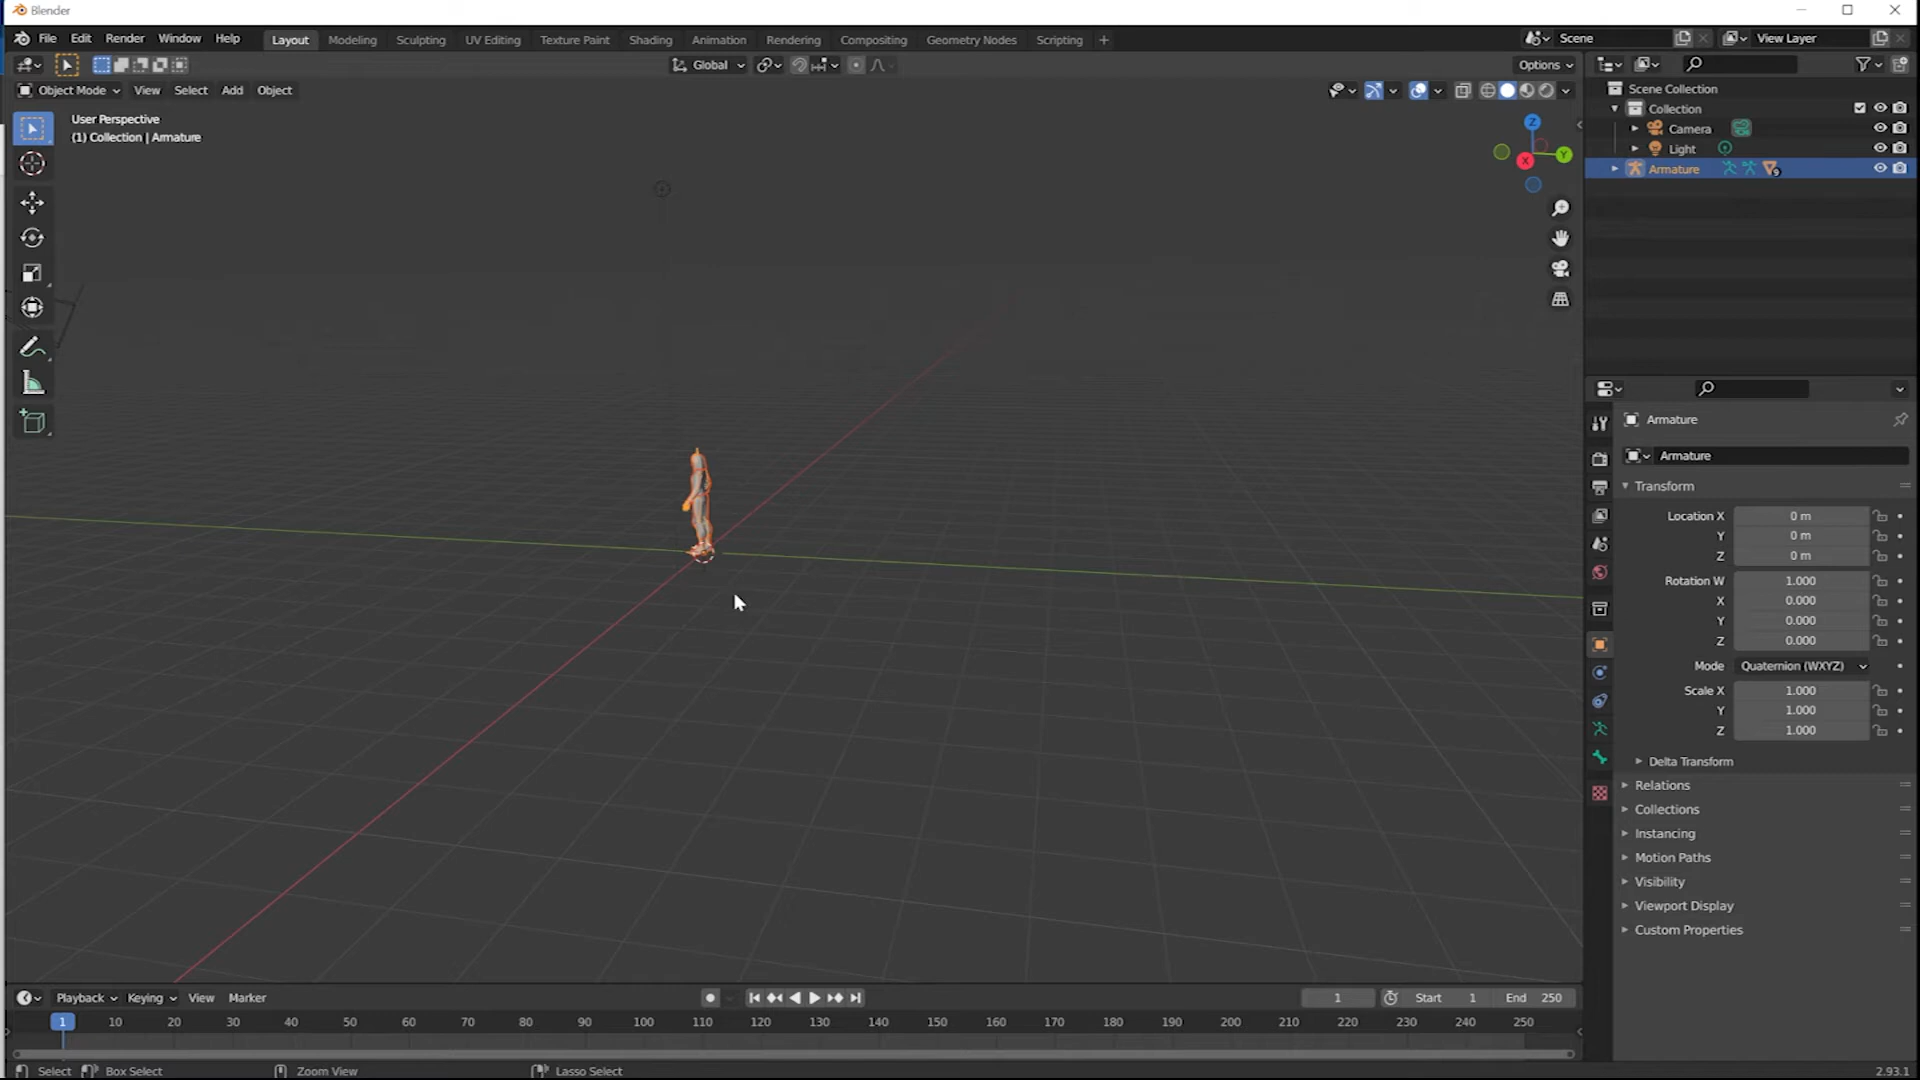 Blender
File Edit Render Window Help Layout Modeling Sculpting UV Editing Texture Paint Shading Animation Rendering Compositing Geometry Nodes Scripting + Scene View Layer
Global Options
Object Mode View Select Add Object
User Perspective
(1) Collection | Armature
Z
Y
X
Scene Collection
Collection
Camera
Light
Armature 9
Armature
Armature
Transform
Location X 0 m
Y 0 m
Z 0 m
Rotation W 1.000
X 0.000
Y 0.000
Z 0.000
Mode Quaternion (WXYZ)
Scale X 1.000
Y 1.000
Z 1.000
Delta Transform
Relations
Collections
Instancing
Motion Paths
Visibility
Viewport Display
Custom Properties
Playback Keying View Marker 1 Start 1 End 250
1 10 20 30 40 50 60 70 80 90 100 110 120 130 140 150 160 170 180 190 200 210 220 230 240 250
Select Box Select Zoom View Lasso Select 2.93.1